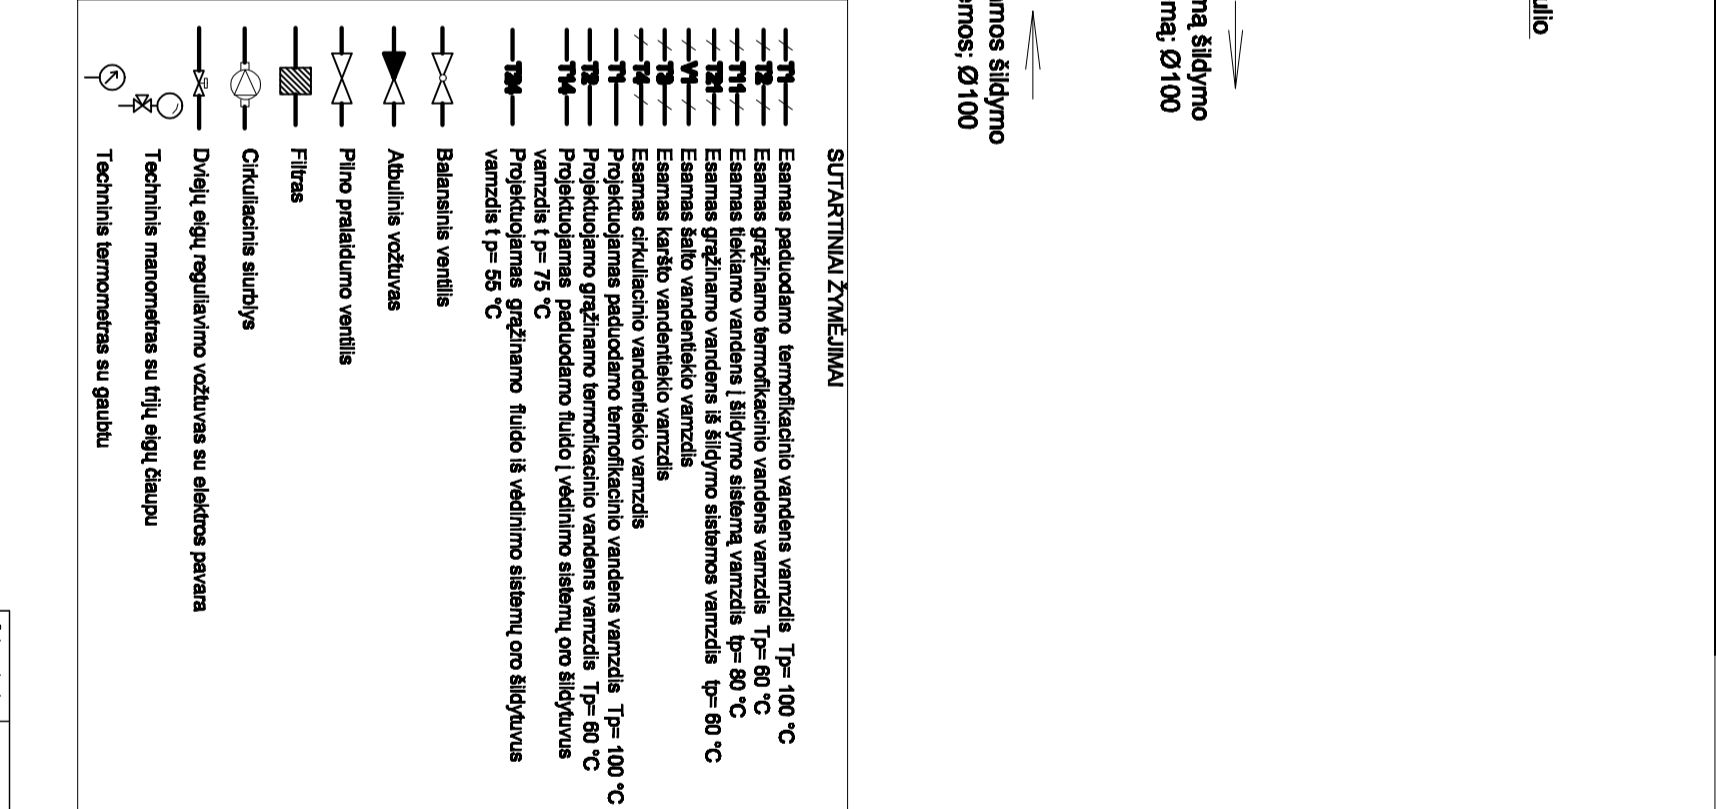 ulio
ną šildymo
mą; Ø100
mos šildymo
emos; Ø100
SUTARTINIAI ŽYMĖJIMAI
T1 Esamas paduodamo termofikacinio vandens vamzdis Tp= 100 °C
T2 Esamas grąžinamo termofikacinio vandens vamzdis Tp= 60 °C
T11 Esamas tiekiamo vandens į šildymo sistemą vamzdis tp= 80 °C
T21 Esamas grąžinamo vandens iš šildymo sistemos vamzdis tp= 60 °C
V1 Esamas šalto vandentiekio vamzdis
T3 Esamas karšto vandentiekio vamzdis
T4 Esamas cirkuliacinio vandentiekio vamzdis
T1 Projektuojamas paduodamo termofikacinio vandens vamzdis Tp= 100 °C
T2 Projektuojamo grąžinamo termofikacinio vandens vamzdis Tp= 60 °C
T14 Projektuojamas paduodamo fluido į vėdinimo sistemų oro šildytuvus
vamzdis t p= 75 °C
T24 Projektuojamas grąžinamo fluido iš vėdinimo sistemų oro šildytuvus
vamzdis t p= 55 °C
Balansinis ventilis
Atbulinis vožtuvas
Pilno pralaidumo ventilis
Filtras
Cirkuliacinis siurblys
Dviejų eigų reguliavimo vožtuvas su elektros pavara
Techninis manometras su trijų eigų čiaupu
Techninis termometras su gaubtu